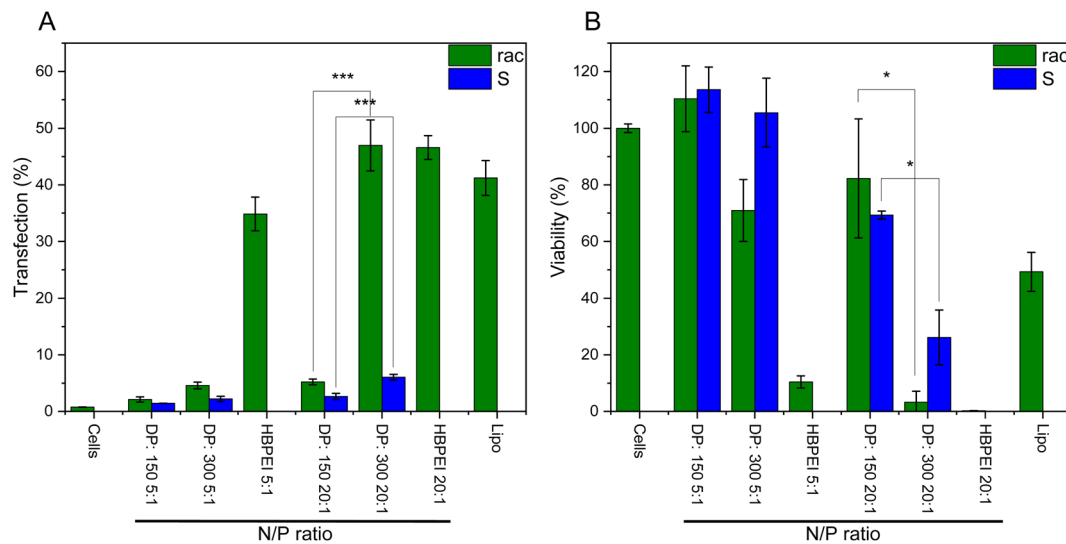 A
Transfection (%)
60
50
40
30
20
10
0
rac
S
***
***
Cells
DP: 150 5:1
DP: 300 5:1
HBPEI 5:1
DP: 150 20:1
DP: 300 20:1
HBPEI 20:1
Lipo
N/P ratio
B
Viability (%)
120
100
80
60
40
20
0
rac
S
*
*
Cells
DP: 150 5:1
DP: 300 5:1
HBPEI 5:1
DP: 150 20:1
DP: 300 20:1
HBPEI 20:1
Lipo
N/P ratio